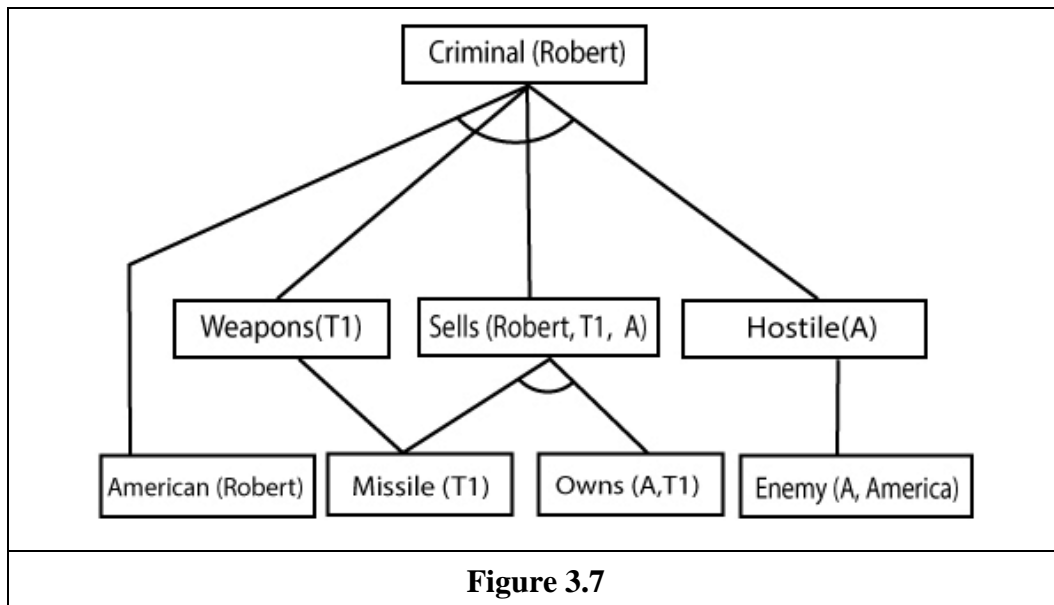 Criminal (Robert)
Weapons(T1)
Sells (Robert, T1, A)
Hostile(A)
American (Robert)
Missile (T1)
Owns (A,T1)
Enemy (A, America)
Figure 3.7